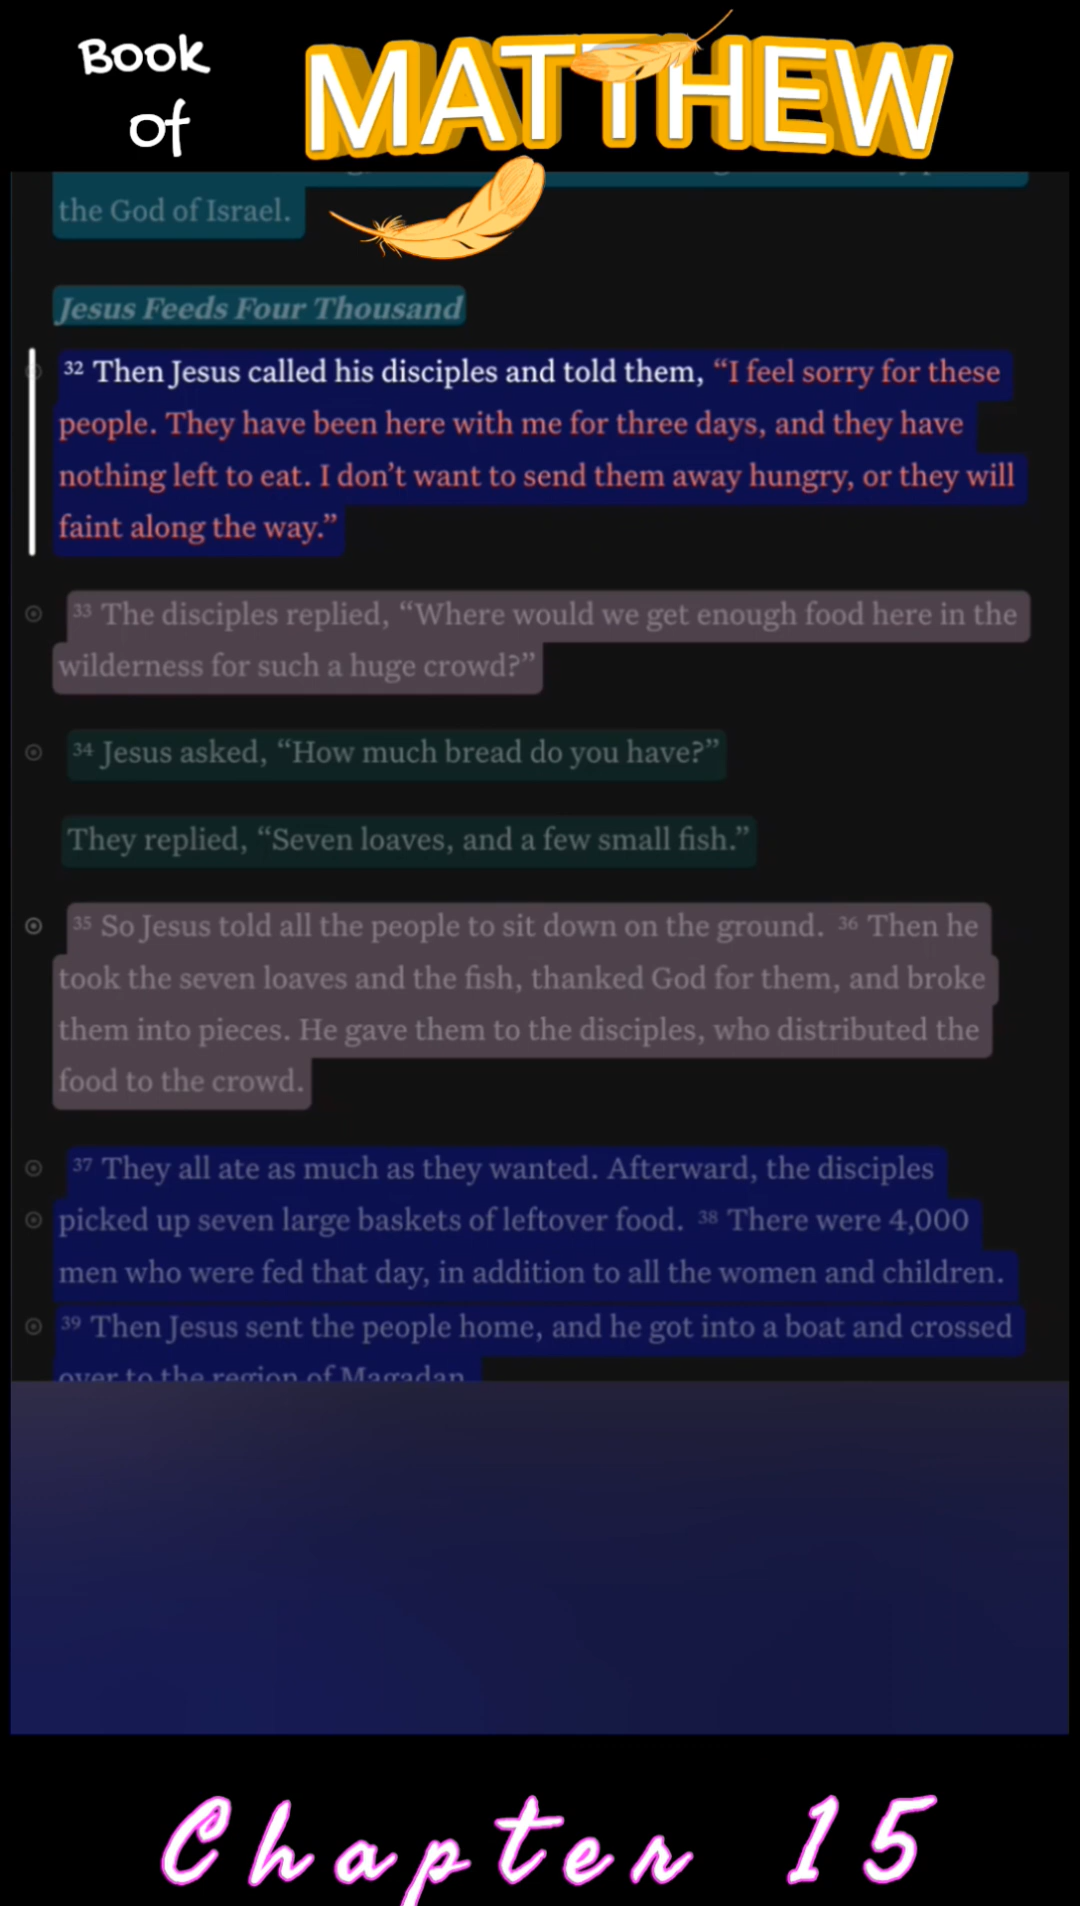 Book
of
MATTHEW
the God of Israel.
Jesus Feeds Four Thousand
32 Then Jesus called his disciples and told them, “I feel sorry for these
people. They have been here with me for three days, and they have
nothing left to eat. I don’t want to send them away hungry, or they will
faint along the way.”
33 The disciples replied, “Where would we get enough food here in the
wilderness for such a huge crowd?”
34 Jesus asked, “How much bread do you have?”
They replied, “Seven loaves, and a few small fish.”
35 So Jesus told all the people to sit down on the ground. 36 Then he
took the seven loaves and the fish, thanked God for them, and broke
them into pieces. He gave them to the disciples, who distributed the
food to the crowd.
37 They all ate as much as they wanted. Afterward, the disciples
picked up seven large baskets of leftover food. 38 There were 4,000
men who were fed that day, in addition to all the women and children.
39 Then Jesus sent the people home, and he got into a boat and crossed
over to the region of Magadan
Chapter 15